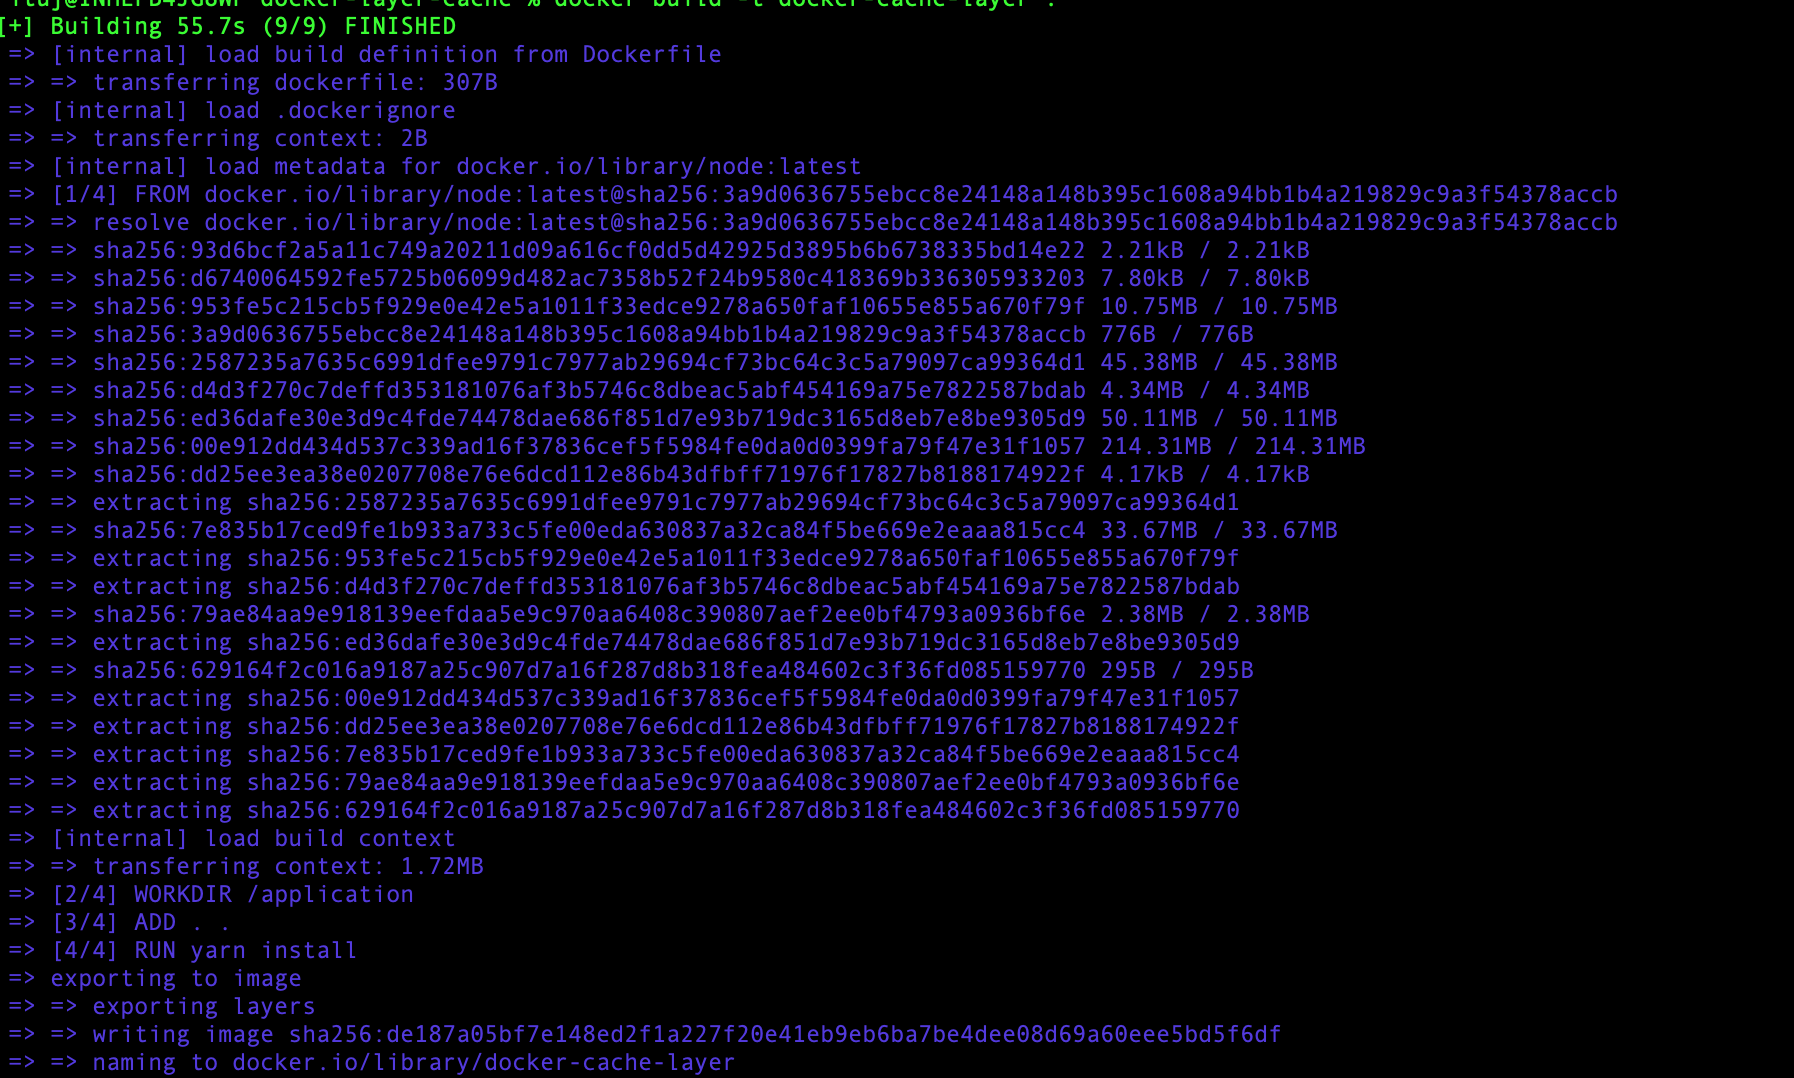 docker-layer-cache % docker build -t docker-cache-layer .
[+] Building 55.7s (9/9) FINISHED
=> [internal] load build definition from Dockerfile
=> => transferring dockerfile: 307B
=> [internal] load .dockerignore
=> => transferring context: 2B
=> [internal] load metadata for docker.io/library/node:latest
=> [1/4] FROM docker.io/library/node:latest@sha256:3a9d0636755ebcc8e24148a148b395c1608a94bb1b4a219829c9a3f54378accb
=> => resolve docker.io/library/node:latest@sha256:3a9d0636755ebcc8e24148a148b395c1608a94bb1b4a219829c9a3f54378accb
=> => sha256:93d6bcf2a5a11c749a20211d09a616cf0dd5d42925d3895b6b6738335bd14e22 2.21kB / 2.21kB
=> => sha256:d6740064592fe5725b06099d482ac7358b52f24b9580c418369b336305933203 7.80kB / 7.80kB
=> => sha256:953fe5c215cb5f929e0e42e5a1011f33edce9278a650faf10655e855a670f79f 10.75MB / 10.75MB
=> => sha256:3a9d0636755ebcc8e24148a148b395c1608a94bb1b4a219829c9a3f54378accb 776B / 776B
=> => sha256:2587235a7635c6991dfee9791c7977ab29694cf73bc64c3c5a79097ca99364d1 45.38MB / 45.38MB
=> => sha256:d4d3f270c7deffd353181076af3b5746c8dbeac5abf454169a75e7822587bdab 4.34MB / 4.34MB
=> => sha256:ed36dafe30e3d9c4fde74478dae686f851d7e93b719dc3165d8eb7e8be9305d9 50.11MB / 50.11MB
=> => sha256:00e912dd434d537c339ad16f37836cef5f5984fe0da0d0399fa79f47e31f1057 214.31MB / 214.31MB
=> => sha256:dd25ee3ea38e0207708e76e6dcd112e86b43dfbff71976f17827b8188174922f 4.17kB / 4.17kB
=> => extracting sha256:2587235a7635c6991dfee9791c7977ab29694cf73bc64c3c5a79097ca99364d1
=> => sha256:7e835b17ced9fe1b933a733c5fe00eda630837a32ca84f5be669e2eaaa815cc4 33.67MB / 33.67MB
=> => extracting sha256:953fe5c215cb5f929e0e42e5a1011f33edce9278a650faf10655e855a670f79f
=> => extracting sha256:d4d3f270c7deffd353181076af3b5746c8dbeac5abf454169a75e7822587bdab
=> => sha256:79ae84aa9e918139eefdaa5e9c970aa6408c390807aef2ee0bf4793a0936bf6e 2.38MB / 2.38MB
=> => extracting sha256:ed36dafe30e3d9c4fde74478dae686f851d7e93b719dc3165d8eb7e8be9305d9
=> => sha256:629164f2c016a9187a25c907d7a16f287d8b318fea484602c3f36fd085159770 295B / 295B
=> => extracting sha256:00e912dd434d537c339ad16f37836cef5f5984fe0da0d0399fa79f47e31f1057
=> => extracting sha256:dd25ee3ea38e0207708e76e6dcd112e86b43dfbff71976f17827b8188174922f
=> => extracting sha256:7e835b17ced9fe1b933a733c5fe00eda630837a32ca84f5be669e2eaaa815cc4
=> => extracting sha256:79ae84aa9e918139eefdaa5e9c970aa6408c390807aef2ee0bf4793a0936bf6e
=> => extracting sha256:629164f2c016a9187a25c907d7a16f287d8b318fea484602c3f36fd085159770
=> [internal] load build context
=> => transferring context: 1.72MB
=> [2/4] WORKDIR /application
=> [3/4] ADD . .
=> [4/4] RUN yarn install
=> exporting to image
=> => exporting layers
=> => writing image sha256:de187a05bf7e148ed2f1a227f20e41eb9eb6ba7be4dee08d69a60eee5bd5f6df
=> => naming to docker.io/library/docker-cache-layer